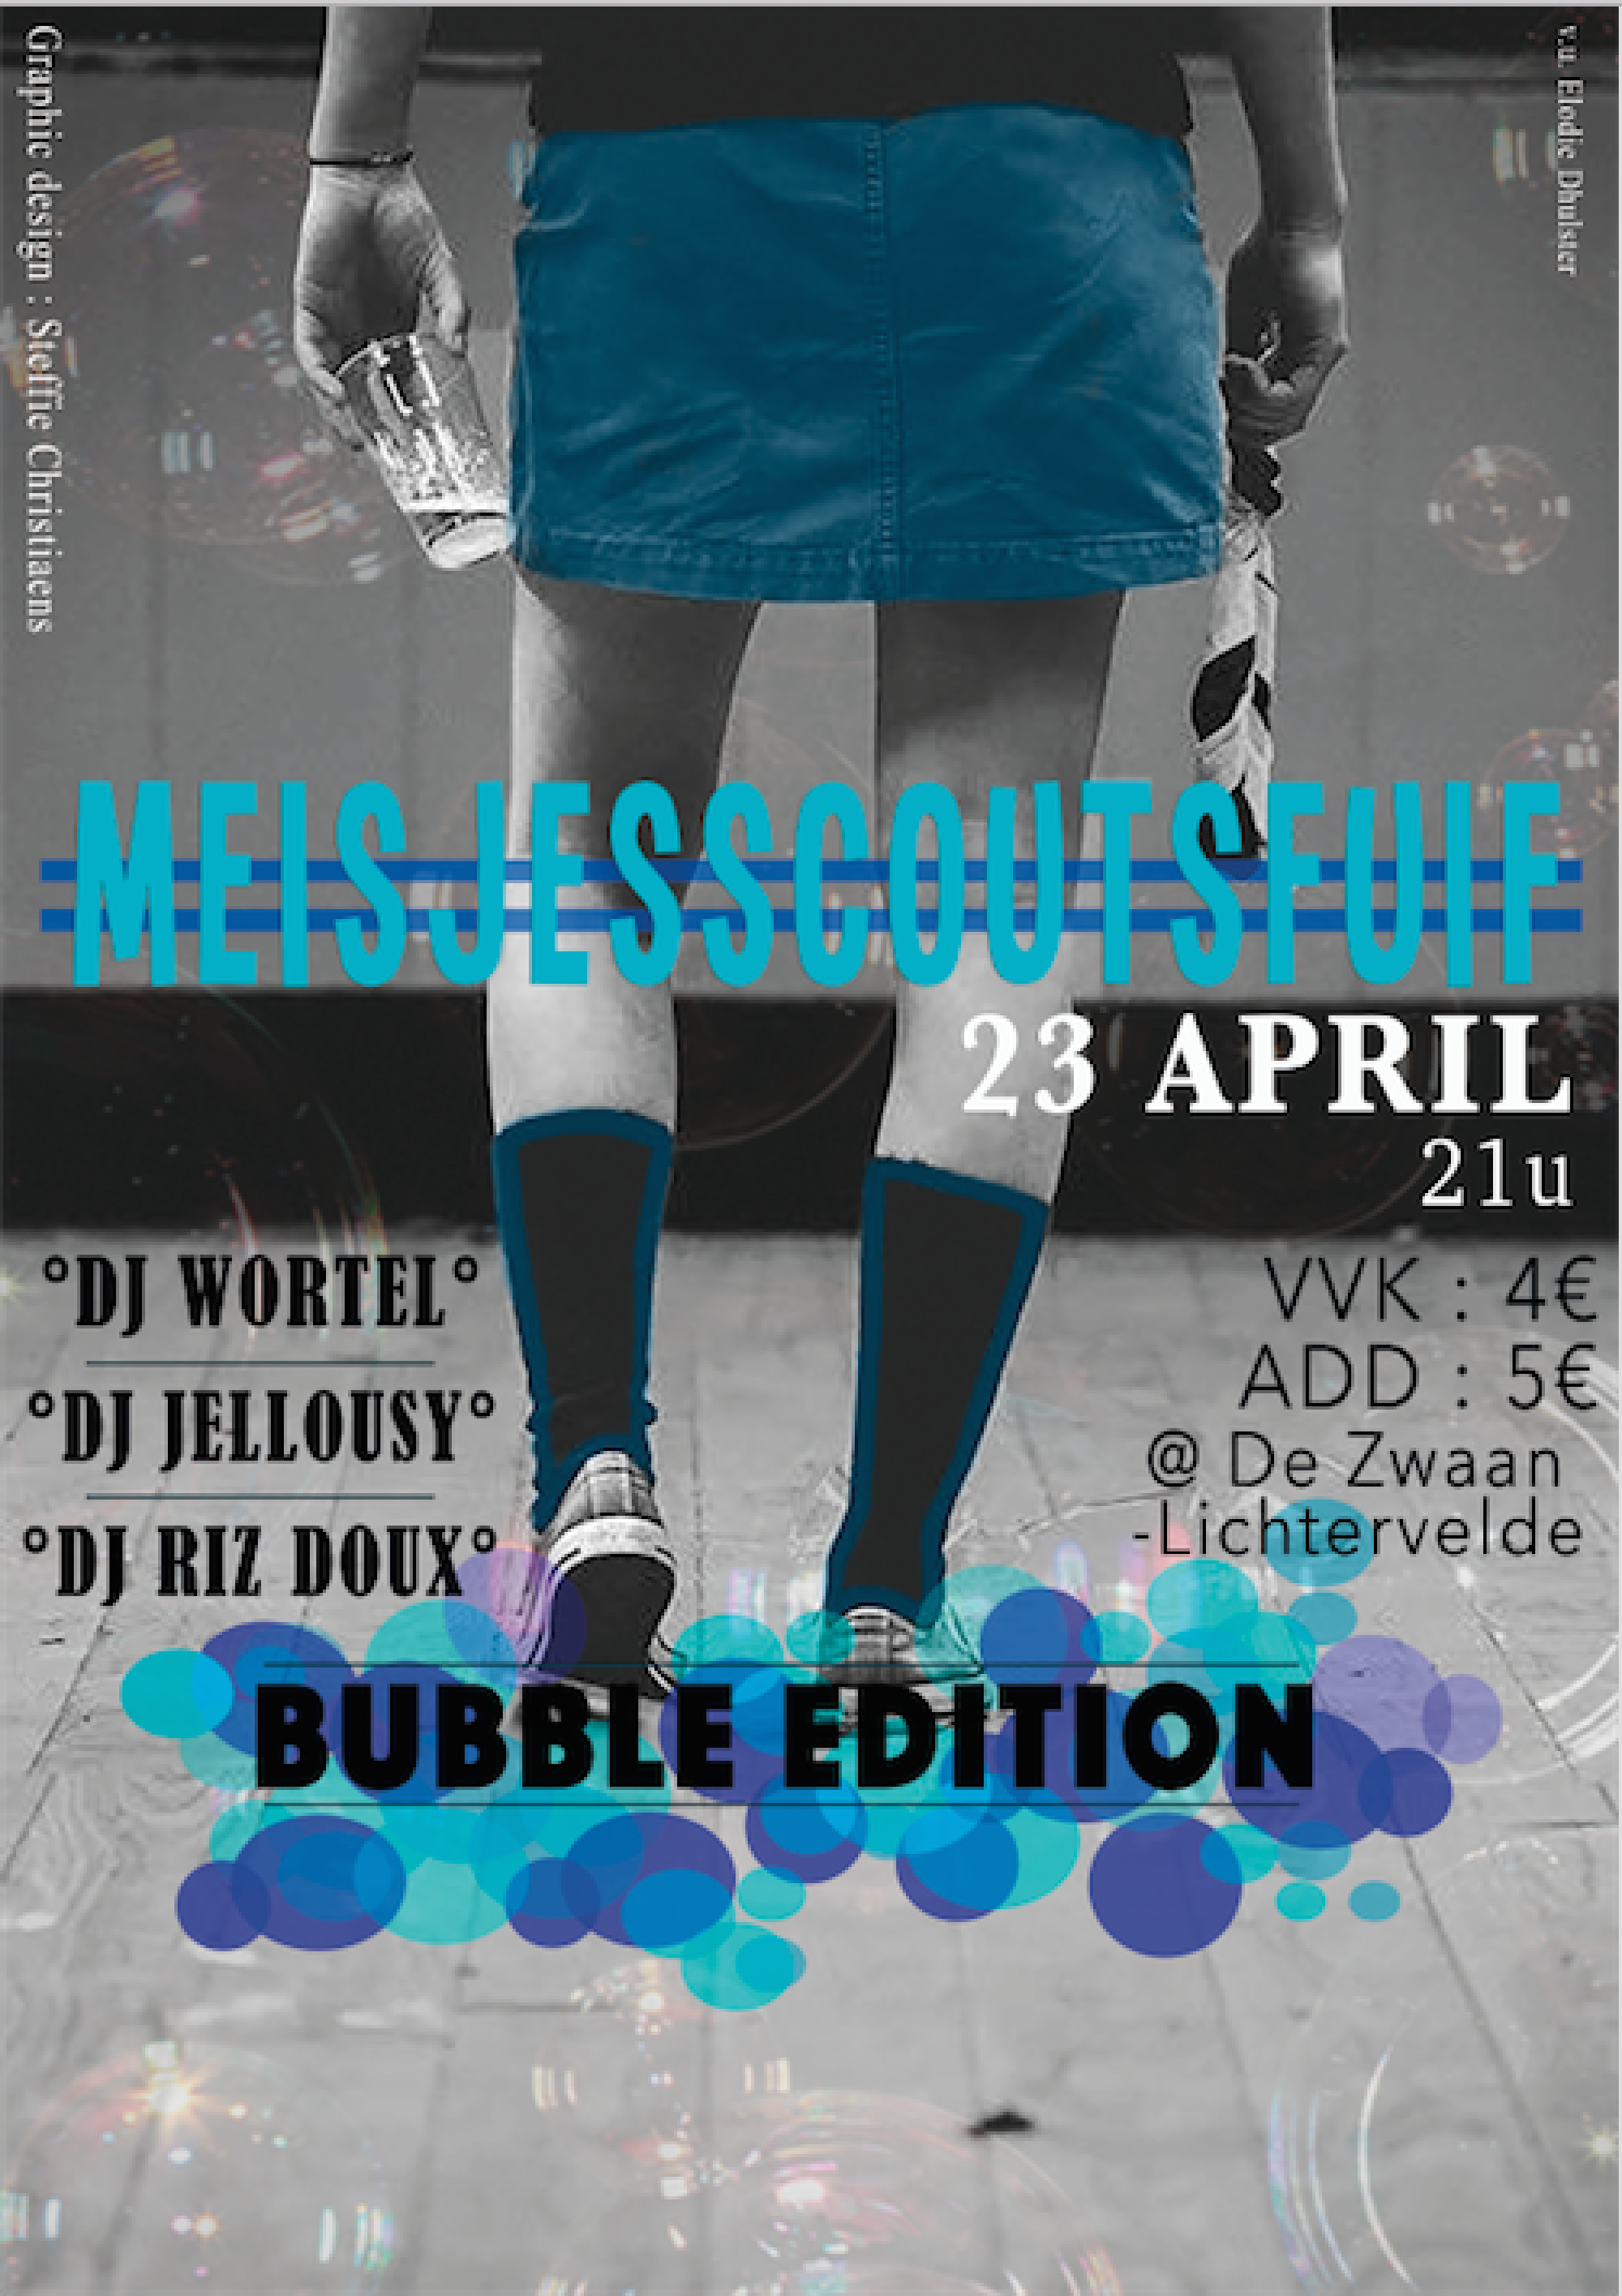 Graphic design : Sieffie Christiaens
v.u. Elodie Dhulster
MEISJESSCOUTSFUIF
23 APRIL
21u
°DJ WORTEL°
°DJ JELLOUSY°
°DJ RIZ DOUX°
VVK : 4€
ADD : 5€
@ De Zwaan
-Lichtervelde
BUBBLE EDITION